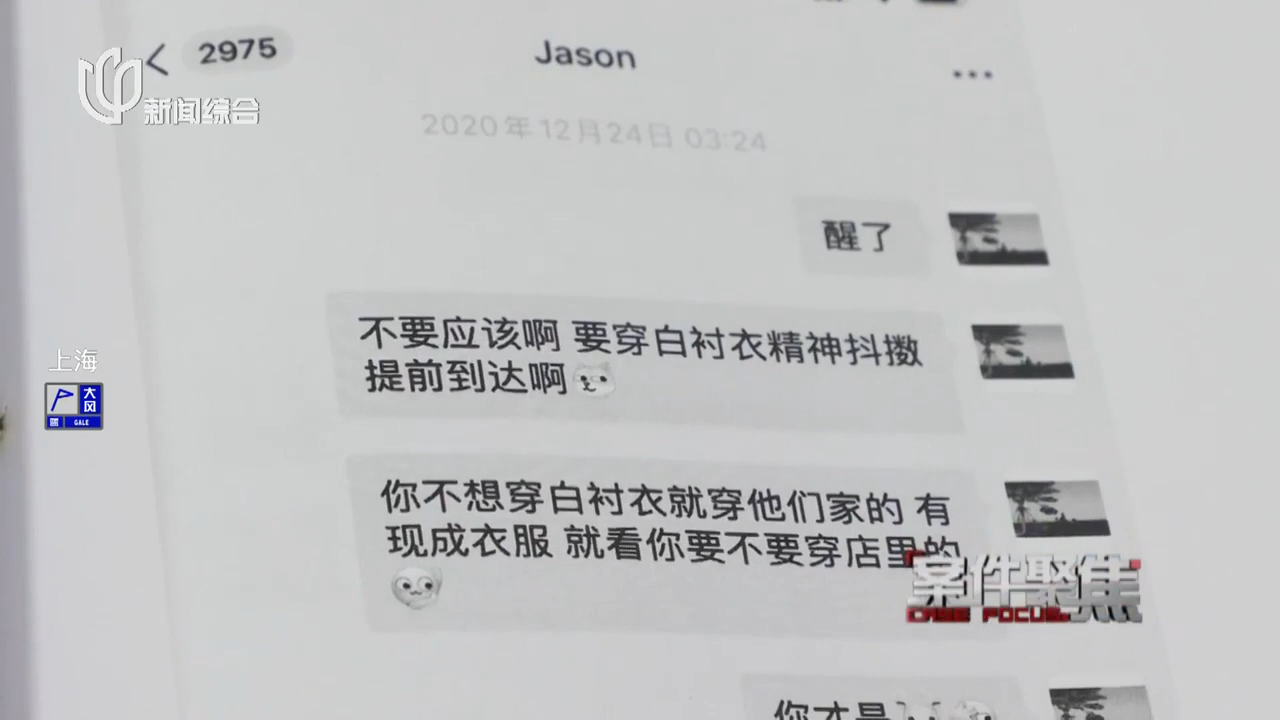 2975
Jason
新闻综合
2020年12月24日 03:24
醒了
不要应该啊 要穿白衬衣精神抖擞
提前到达啊
上海
大风
GALE
你不想穿白衬衣就穿他们家的 有
现成衣服 就看你要不要穿店里的
案件聚焦
CASE FOCUS
你才是